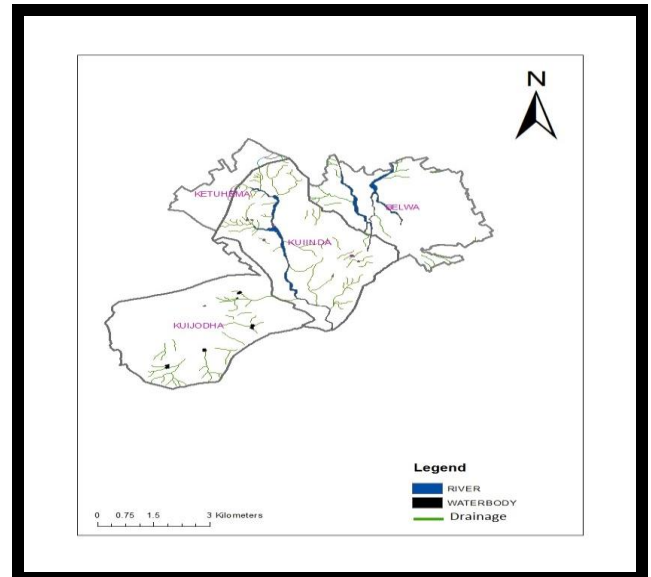 N
KETUHEMA
BELWA
KUIINDA
KUIJODHA
Legend
RIVER
WATERBODY
Drainage
0 0.75 1.5 3 Kilometers